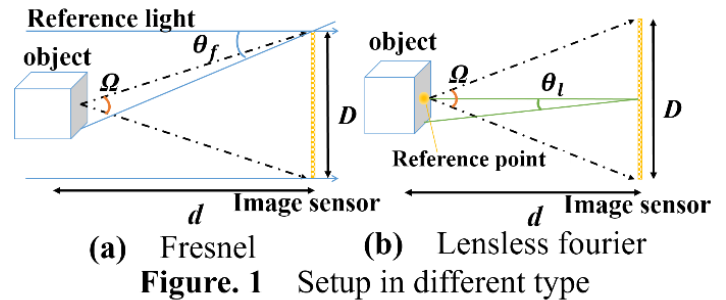 Reference light
object
Ω
θf
D
d
Image sensor
(a) Fresnel
object
Ω
θl
D
Reference point
d
Image sensor
(b) Lensless fourier
Figure. 1 Setup in different type